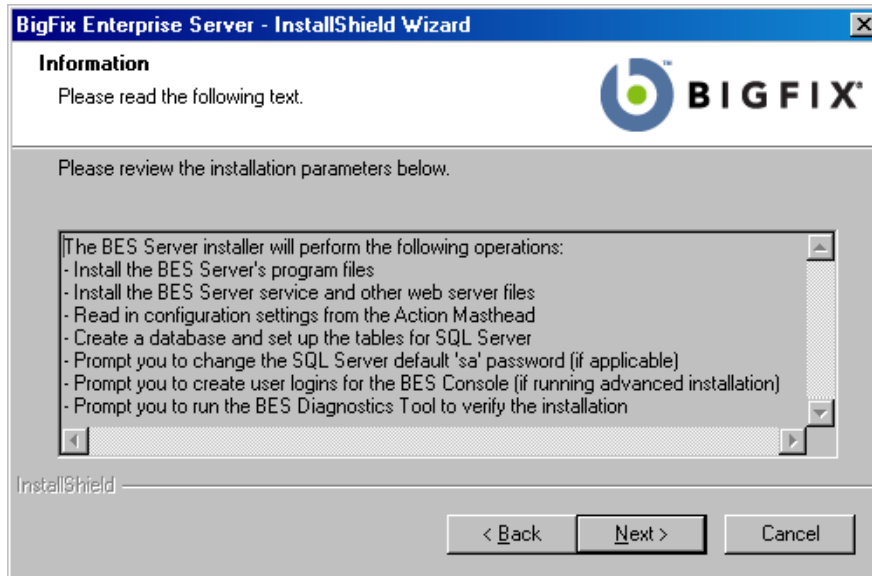 BigFix Enterprise Server - InstallShield Wizard
Information
Please read the following text.
BIGFIX®
Please review the installation parameters below.
The BES Server installer will perform the following operations:
- Install the BES Server's program files
- Install the BES Server service and other web server files
- Read in configuration settings from the Action Masthead
- Create a database and set up the tables for SQL Server
- Prompt you to change the SQL Server default 'sa' password (if applicable)
- Prompt you to create user logins for the BES Console (if running advanced installation)
- Prompt you to run the BES Diagnostics Tool to verify the installation
InstallShield
< Back Next > Cancel